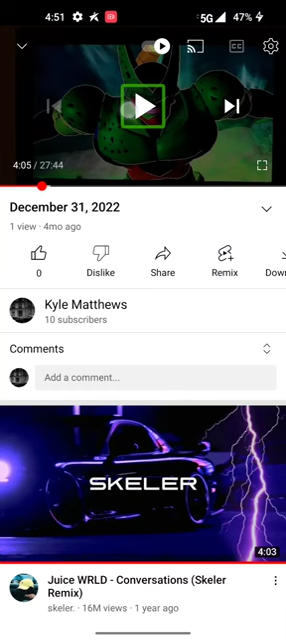 4:51
5G
47%
CC
4:05 / 27:44
December 31, 2022
1 view · 4mo ago
0
Dislike
Share
Remix
Down
Kyle Matthews
10 subscribers
Comments
Add a comment...
SKELER
4:03
Juice WRLD - Conversations (Skeler
Remix)
skeler. · 16M views · 1 year ago